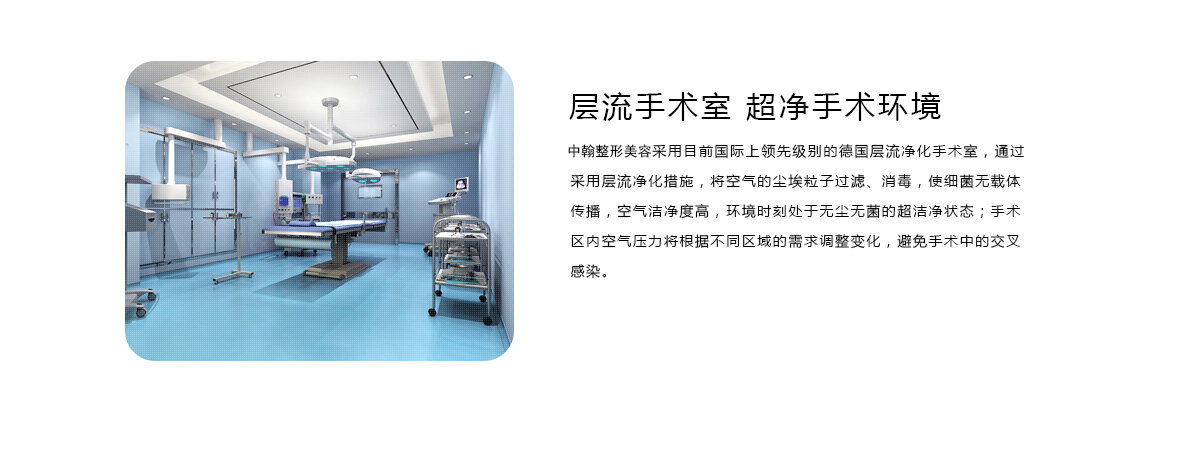 层流手术室 超净手术环境
中翰整形美容采用目前国际上领先级别的德国层流净化手术室，通过
采用层流净化措施，将空气的尘埃粒子过滤、消毒，使细菌无载体
传播，空气洁净度高，环境时刻处于无尘无菌的超洁净状态；手术
区内空气压力将根据不同区域的需求调整变化，避免手术中的交叉
感染。